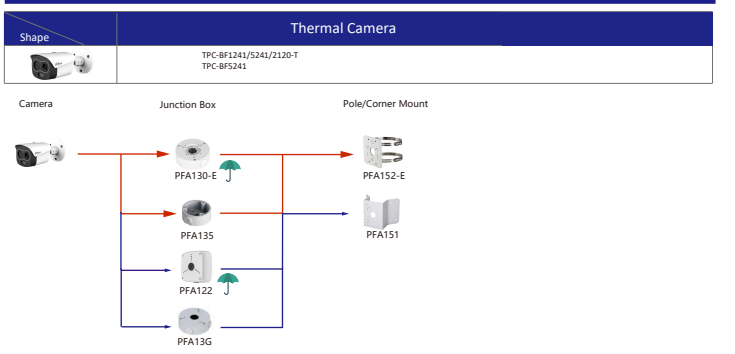 Thermal Camera
Shape
TPC-BF1241/5241/2120-T
TPC-BF5241
Camera
Junction Box
Pole/Corner Mount
PFA130-E
PFA152-E
PFA135
PFA151
PFA122
PFA13G